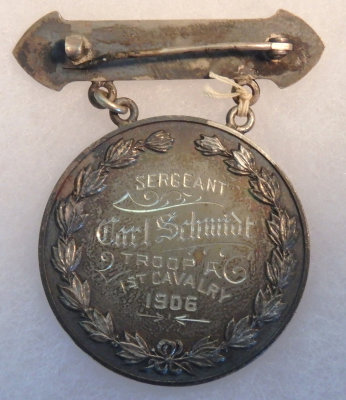 SERGEANT
Carl Schmidt
TROOP A
1ST CAVALRY
1906